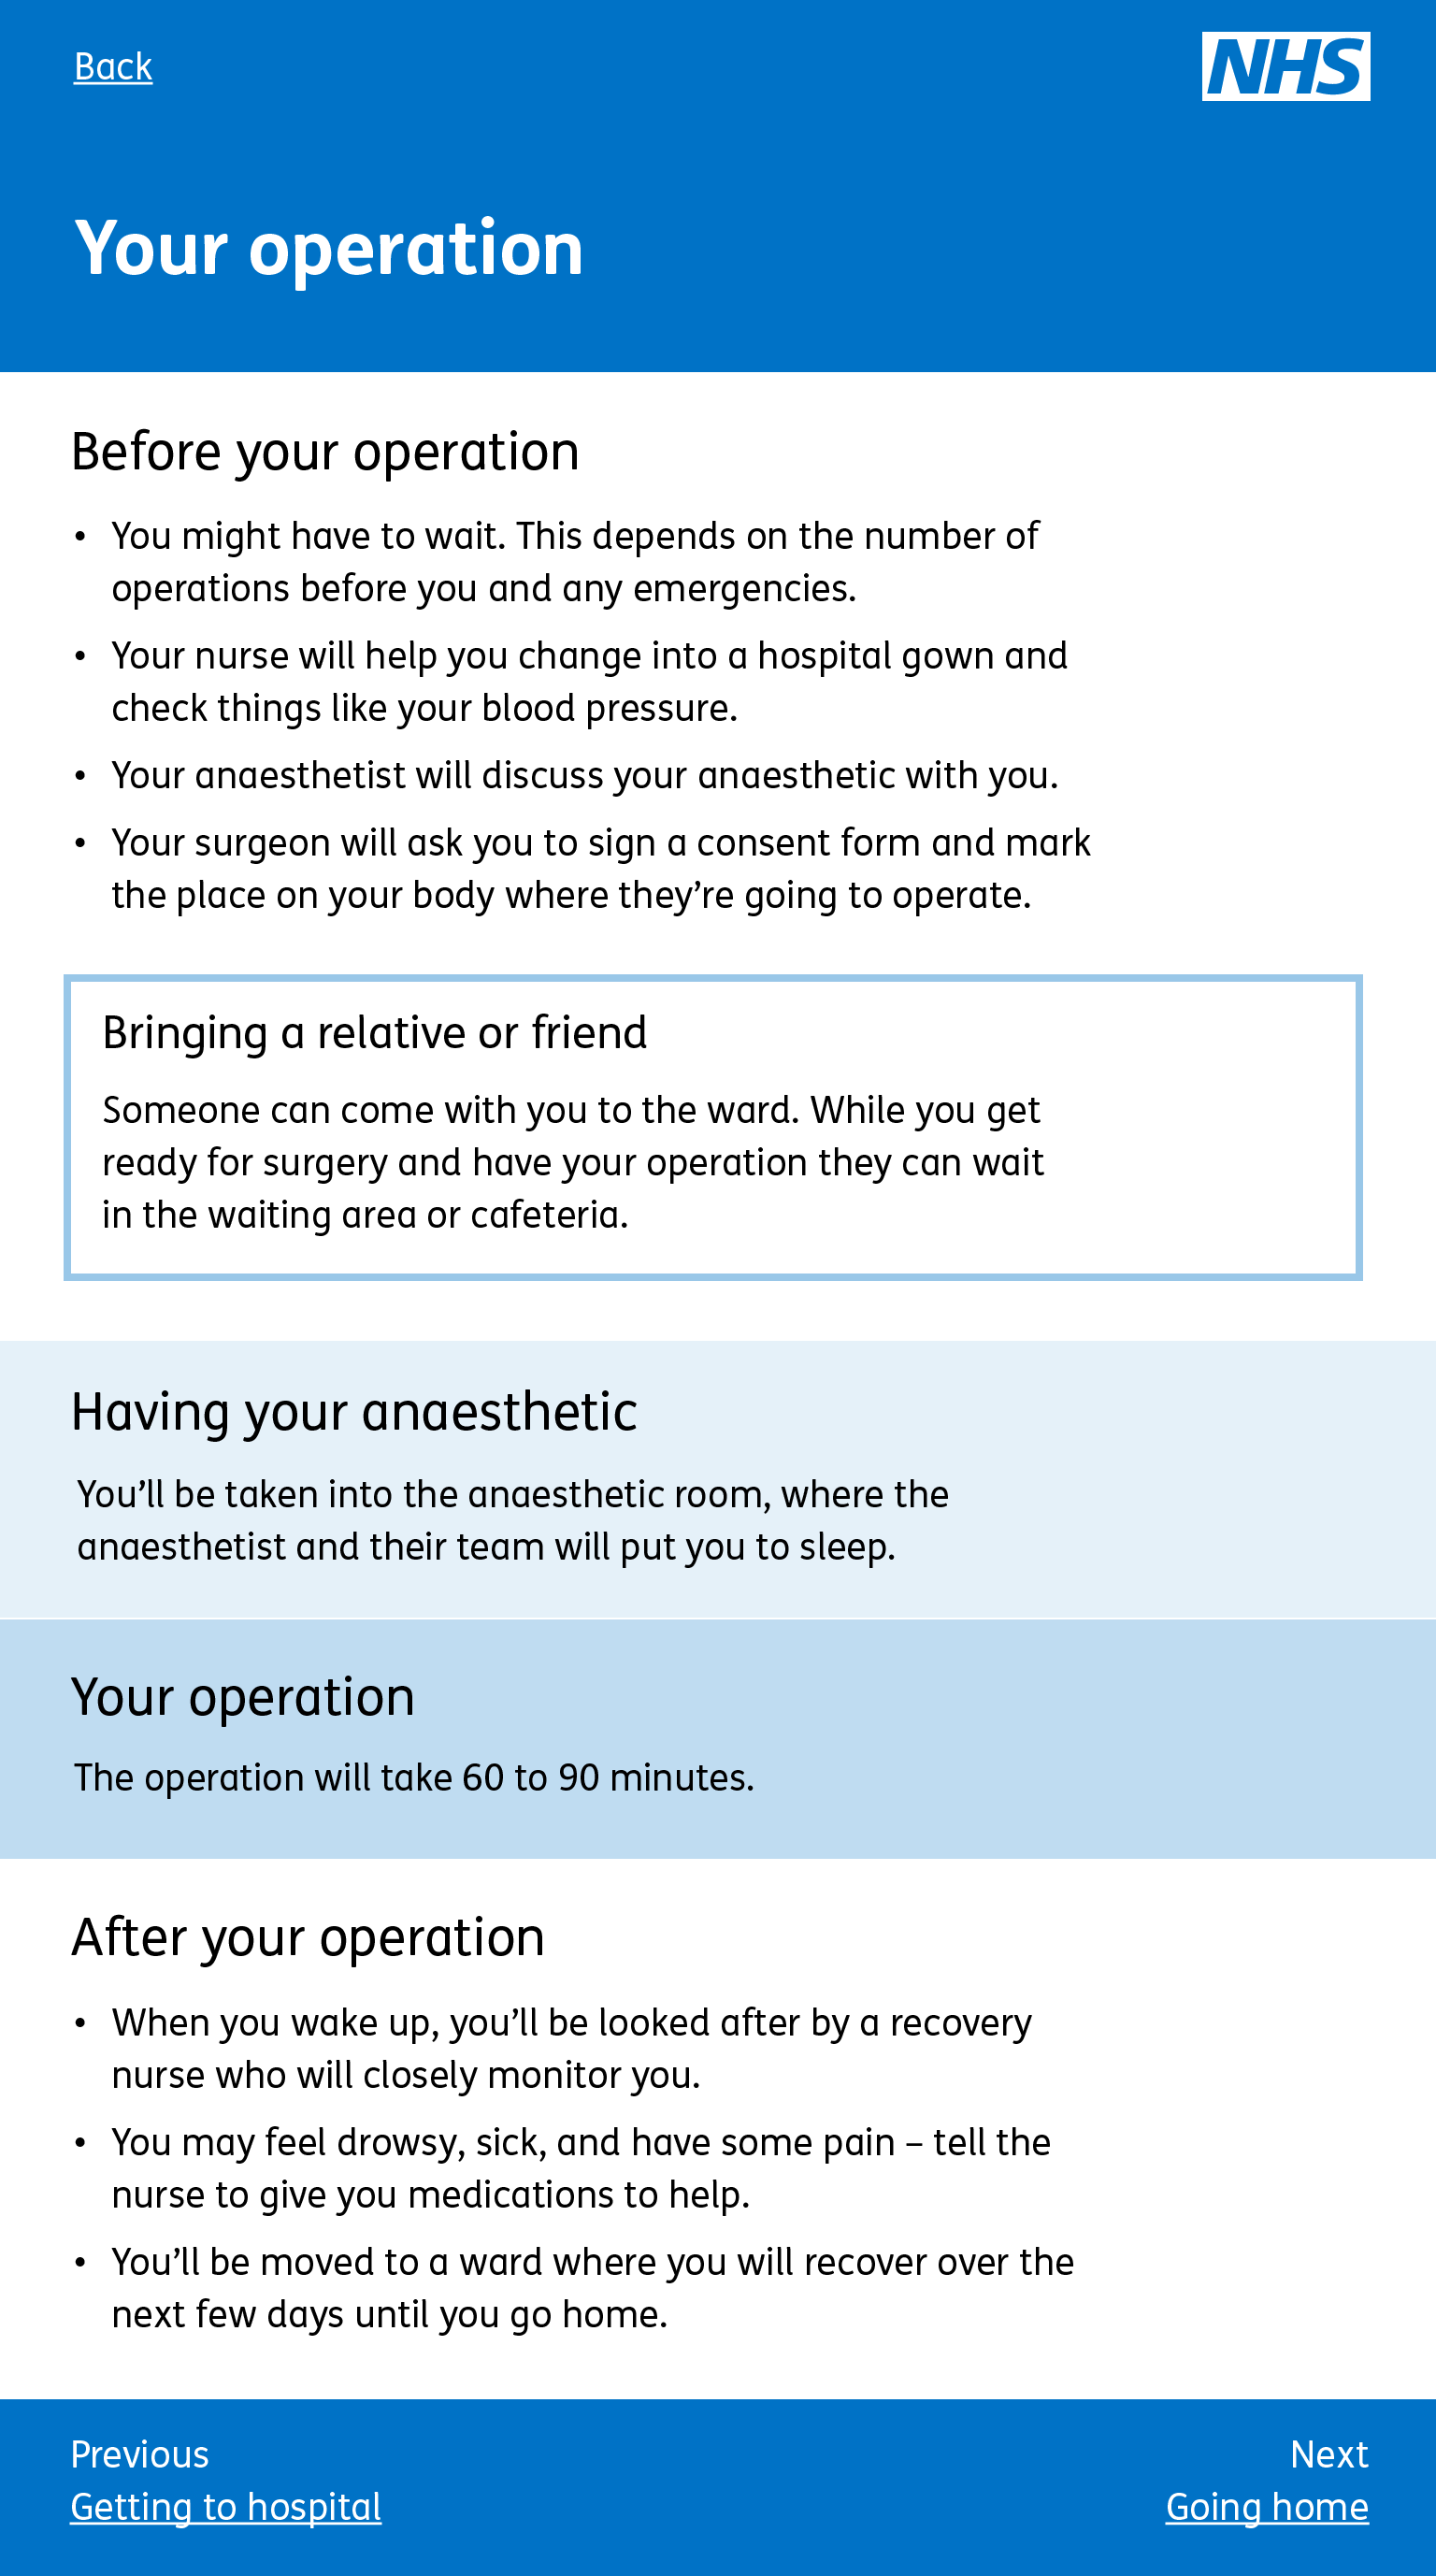 Back
NHS
Your operation
Before your operation
• You might have to wait. This depends on the number of
operations before you and any emergencies.
• Your nurse will help you change into a hospital gown and
check things like your blood pressure.
• Your anaesthetist will discuss your anaesthetic with you.
• Your surgeon will ask you to sign a consent form and mark
the place on your body where they’re going to operate.
Bringing a relative or friend
Someone can come with you to the ward. While you get
ready for surgery and have your operation they can wait
in the waiting area or cafeteria.
Having your anaesthetic
You’ll be taken into the anaesthetic room, where the
anaesthetist and their team will put you to sleep.
Your operation
The operation will take 60 to 90 minutes.
After your operation
• When you wake up, you’ll be looked after by a recovery
nurse who will closely monitor you.
• You may feel drowsy, sick, and have some pain – tell the
nurse to give you medications to help.
• You’ll be moved to a ward where you will recover over the
next few days until you go home.
Previous
Getting to hospital
Next
Going home